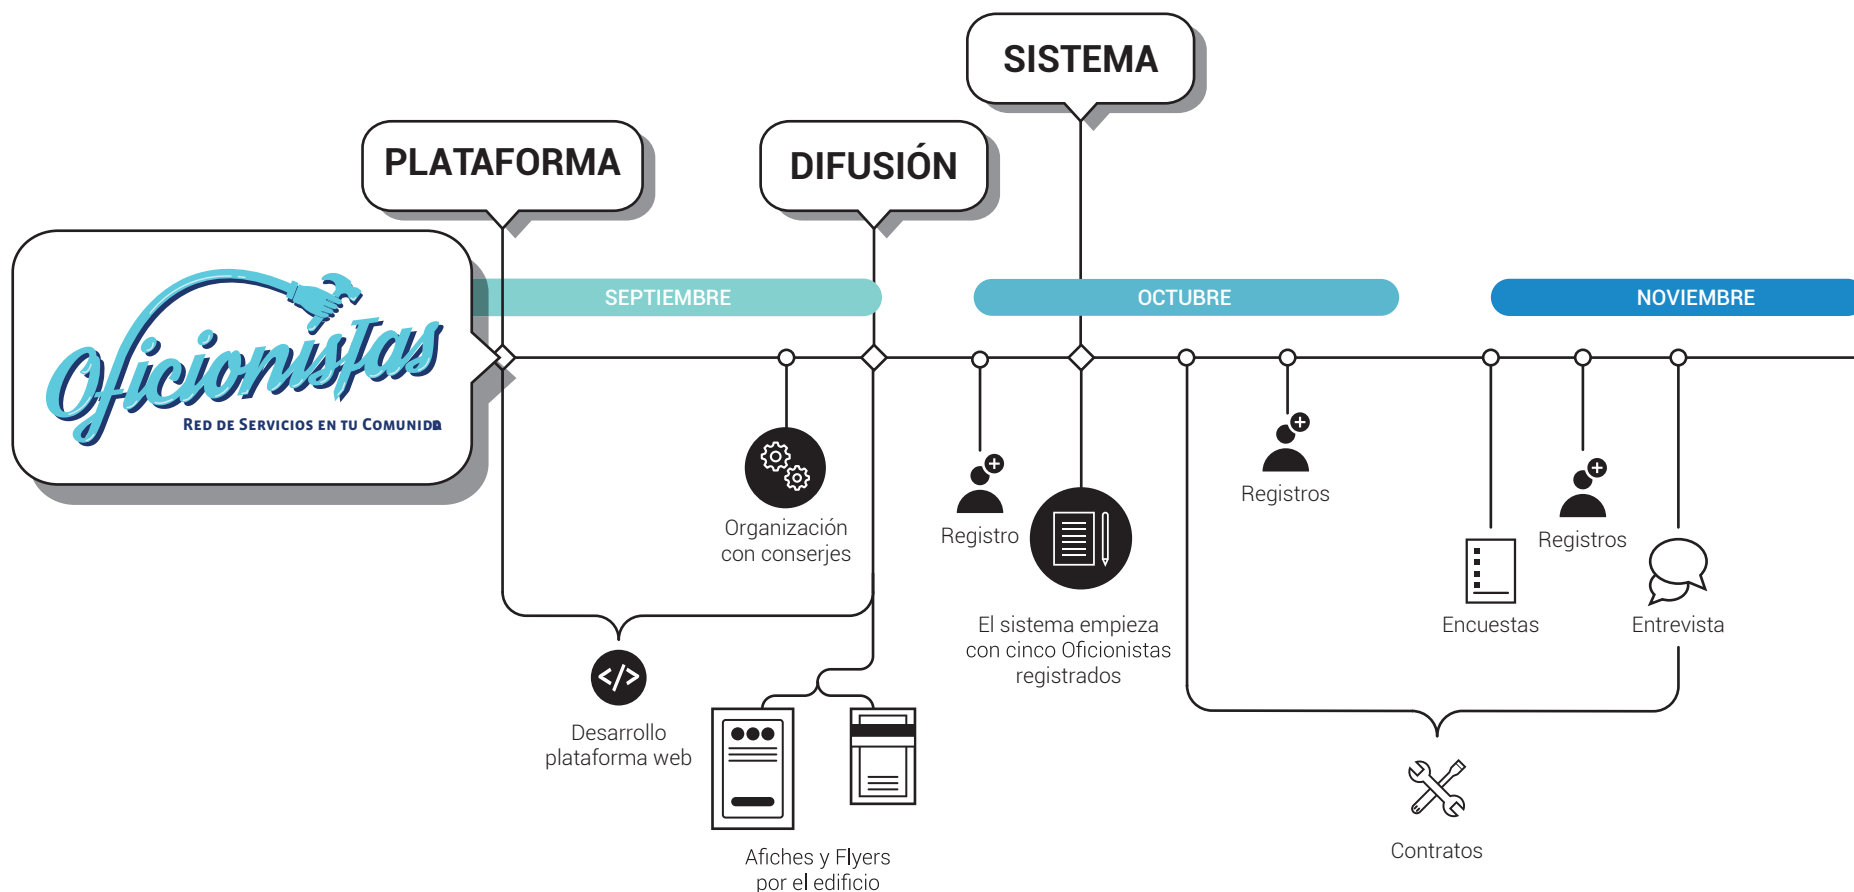 SISTEMA
PLATAFORMA
DIFUSIÓN
SEPTIEMBRE
OCTUBRE
NOVIEMBRE
Oficionistas
RED DE SERVICIOS EN TU COMUNIDA
Organización
con conserjes
Registro
Registros
Registros
El sistema empieza
con cinco Oficionistas
registrados
Encuestas
Entrevista
</>
Desarrollo
plataforma web
Afiches y Flyers
por el edificio
Contratos